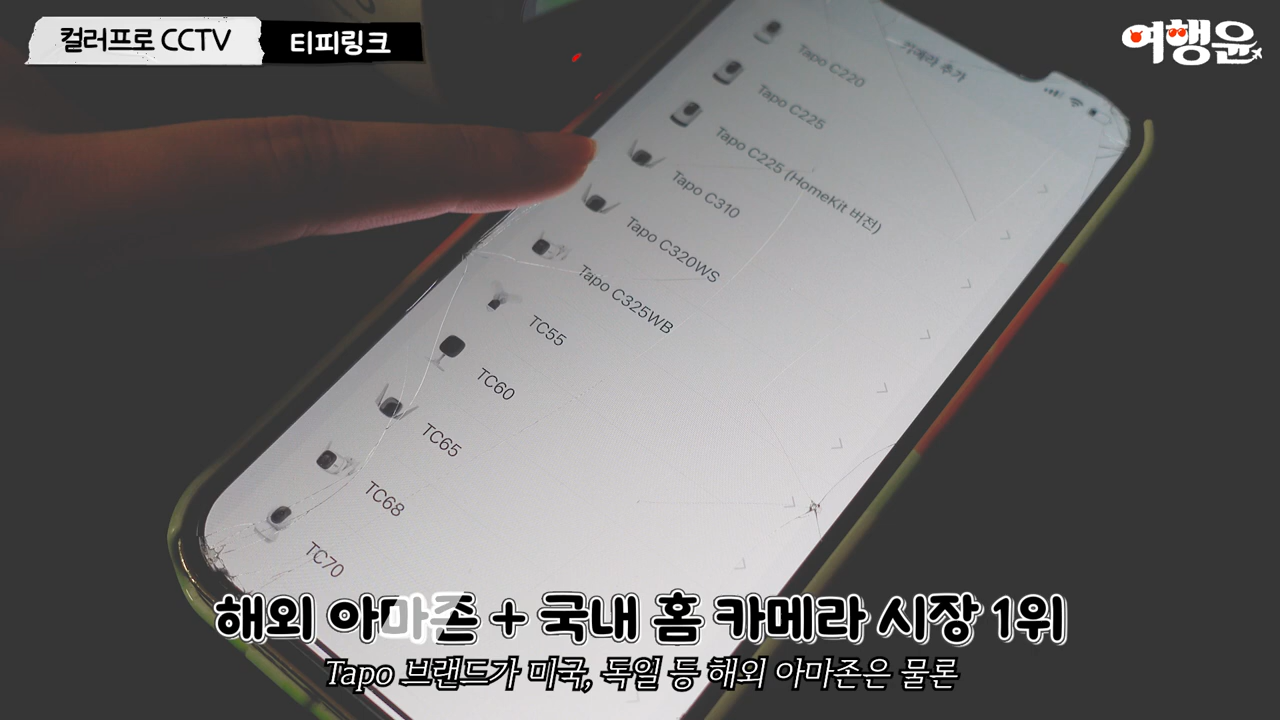 컬러프로 CCTV
티피링크
여행윤
카메라 추가
Tapo C220
Tapo C225
Tapo C225 (HomeKit 버전)
Tapo C310
Tapo C320WS
Tapo C325WB
TC55
TC60
TC65
TC68
TC70
해외 아마존 + 국내 홈 카메라 시장 1위
Tapo 브랜드가 미국, 독일 등 해외 아마존은 물론